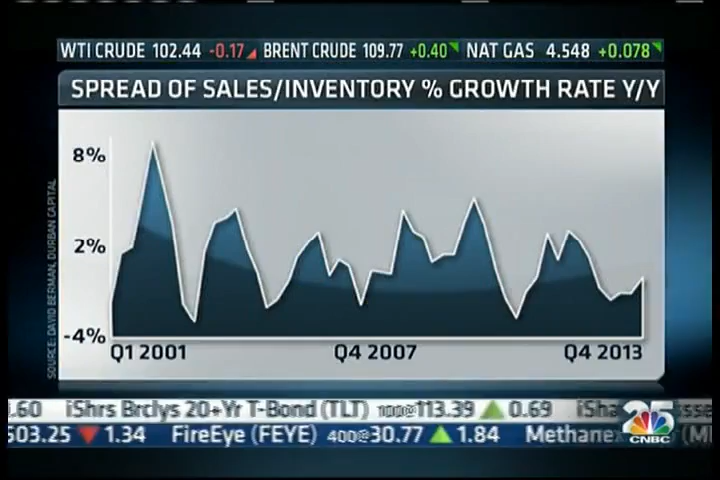 WTI CRUDE 102.44 -0.17 BRENT CRUDE 109.77 +0.40 NAT GAS 4.548 +0.078
SPREAD OF SALES/INVENTORY % GROWTH RATE Y/Y
8%
2%
-4%
Q1 2001 Q4 2007 Q4 2013
SOURCE: DAVID BERMAN, DURBAN CAPITAL
.60 iShrs Brclys 20+Yr T-Bond (TLT) 100@113.39 0.69 iSha
503.25 1.34 FireEye (FEYE) 400@30.77 1.84 Methanex
25
CNBC